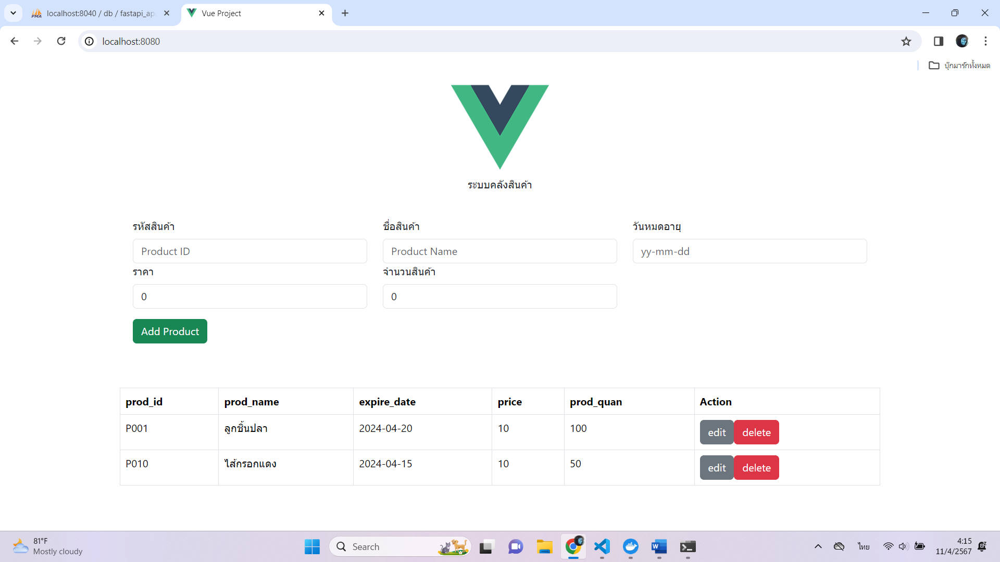 localhost:8040 / db / fastapi_ap
Vue Project
localhost:8080
บุ๊กมาร์กทั้งหมด
ระบบคลังสินค้า
รหัสสินค้า
ชื่อสินค้า
วันหมดอายุ
Product ID
Product Name
yy-mm-dd
ราคา
จำนวนสินค้า
0
0
Add Product
prod_id prod_name expire_date price prod_quan Action
P001 ลูกชิ้นปลา 2024-04-20 10 100 edit delete
P010 ไส้กรอกแดง 2024-04-15 10 50 edit delete
81°F
Mostly cloudy
Search
ไทย
4:15
11/4/2567